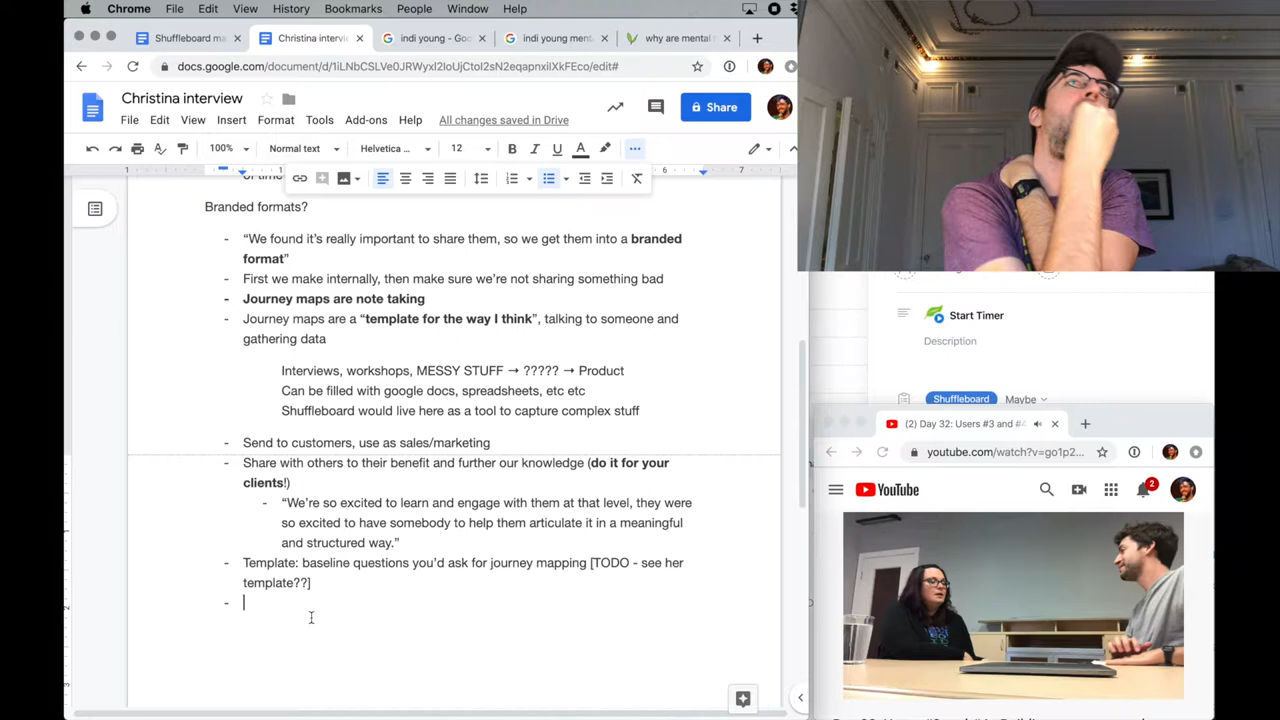 Chrome File Edit View History Bookmarks People Window Help
Shuffleboard ma
Christina intervie
indi young
indi young ment
why are mental
docs.google.com/document/d/
/edit#
Christina interview
File Edit View Insert Format Tools Add-ons Help All changes saved in Drive
Share
100% Normal text Helvetica ... 12 B I U A
1 1 6 7
Branded formats?
- “We found it’s really important to share them, so we get them into a branded
format”
- First we make internally, then make sure we’re not sharing something bad
- Journey maps are note taking
- Journey maps are a “template for the way I think”, talking to someone and
gathering data
Interviews, workshops, MESSY STUFF → ????? → Product
Can be filled with google docs, spreadsheets, etc etc
Shuffleboard would live here as a tool to capture complex stuff
- Send to customers, use as sales/marketing
- Share with others to their benefit and further our knowledge (do it for your
clients!)
- “We’re so excited to learn and engage with them at that level, they were
so excited to have somebody to help them articulate it in a meaningful
and structured way.”
- Template: baseline questions you’d ask for journey mapping [TODO - see her
template??]
-
Start Timer
Description
Shuffleboard Maybe
(2) Day 32: Users #3 and #4
youtube.com/watch?v=go1p2...
YouTube
2